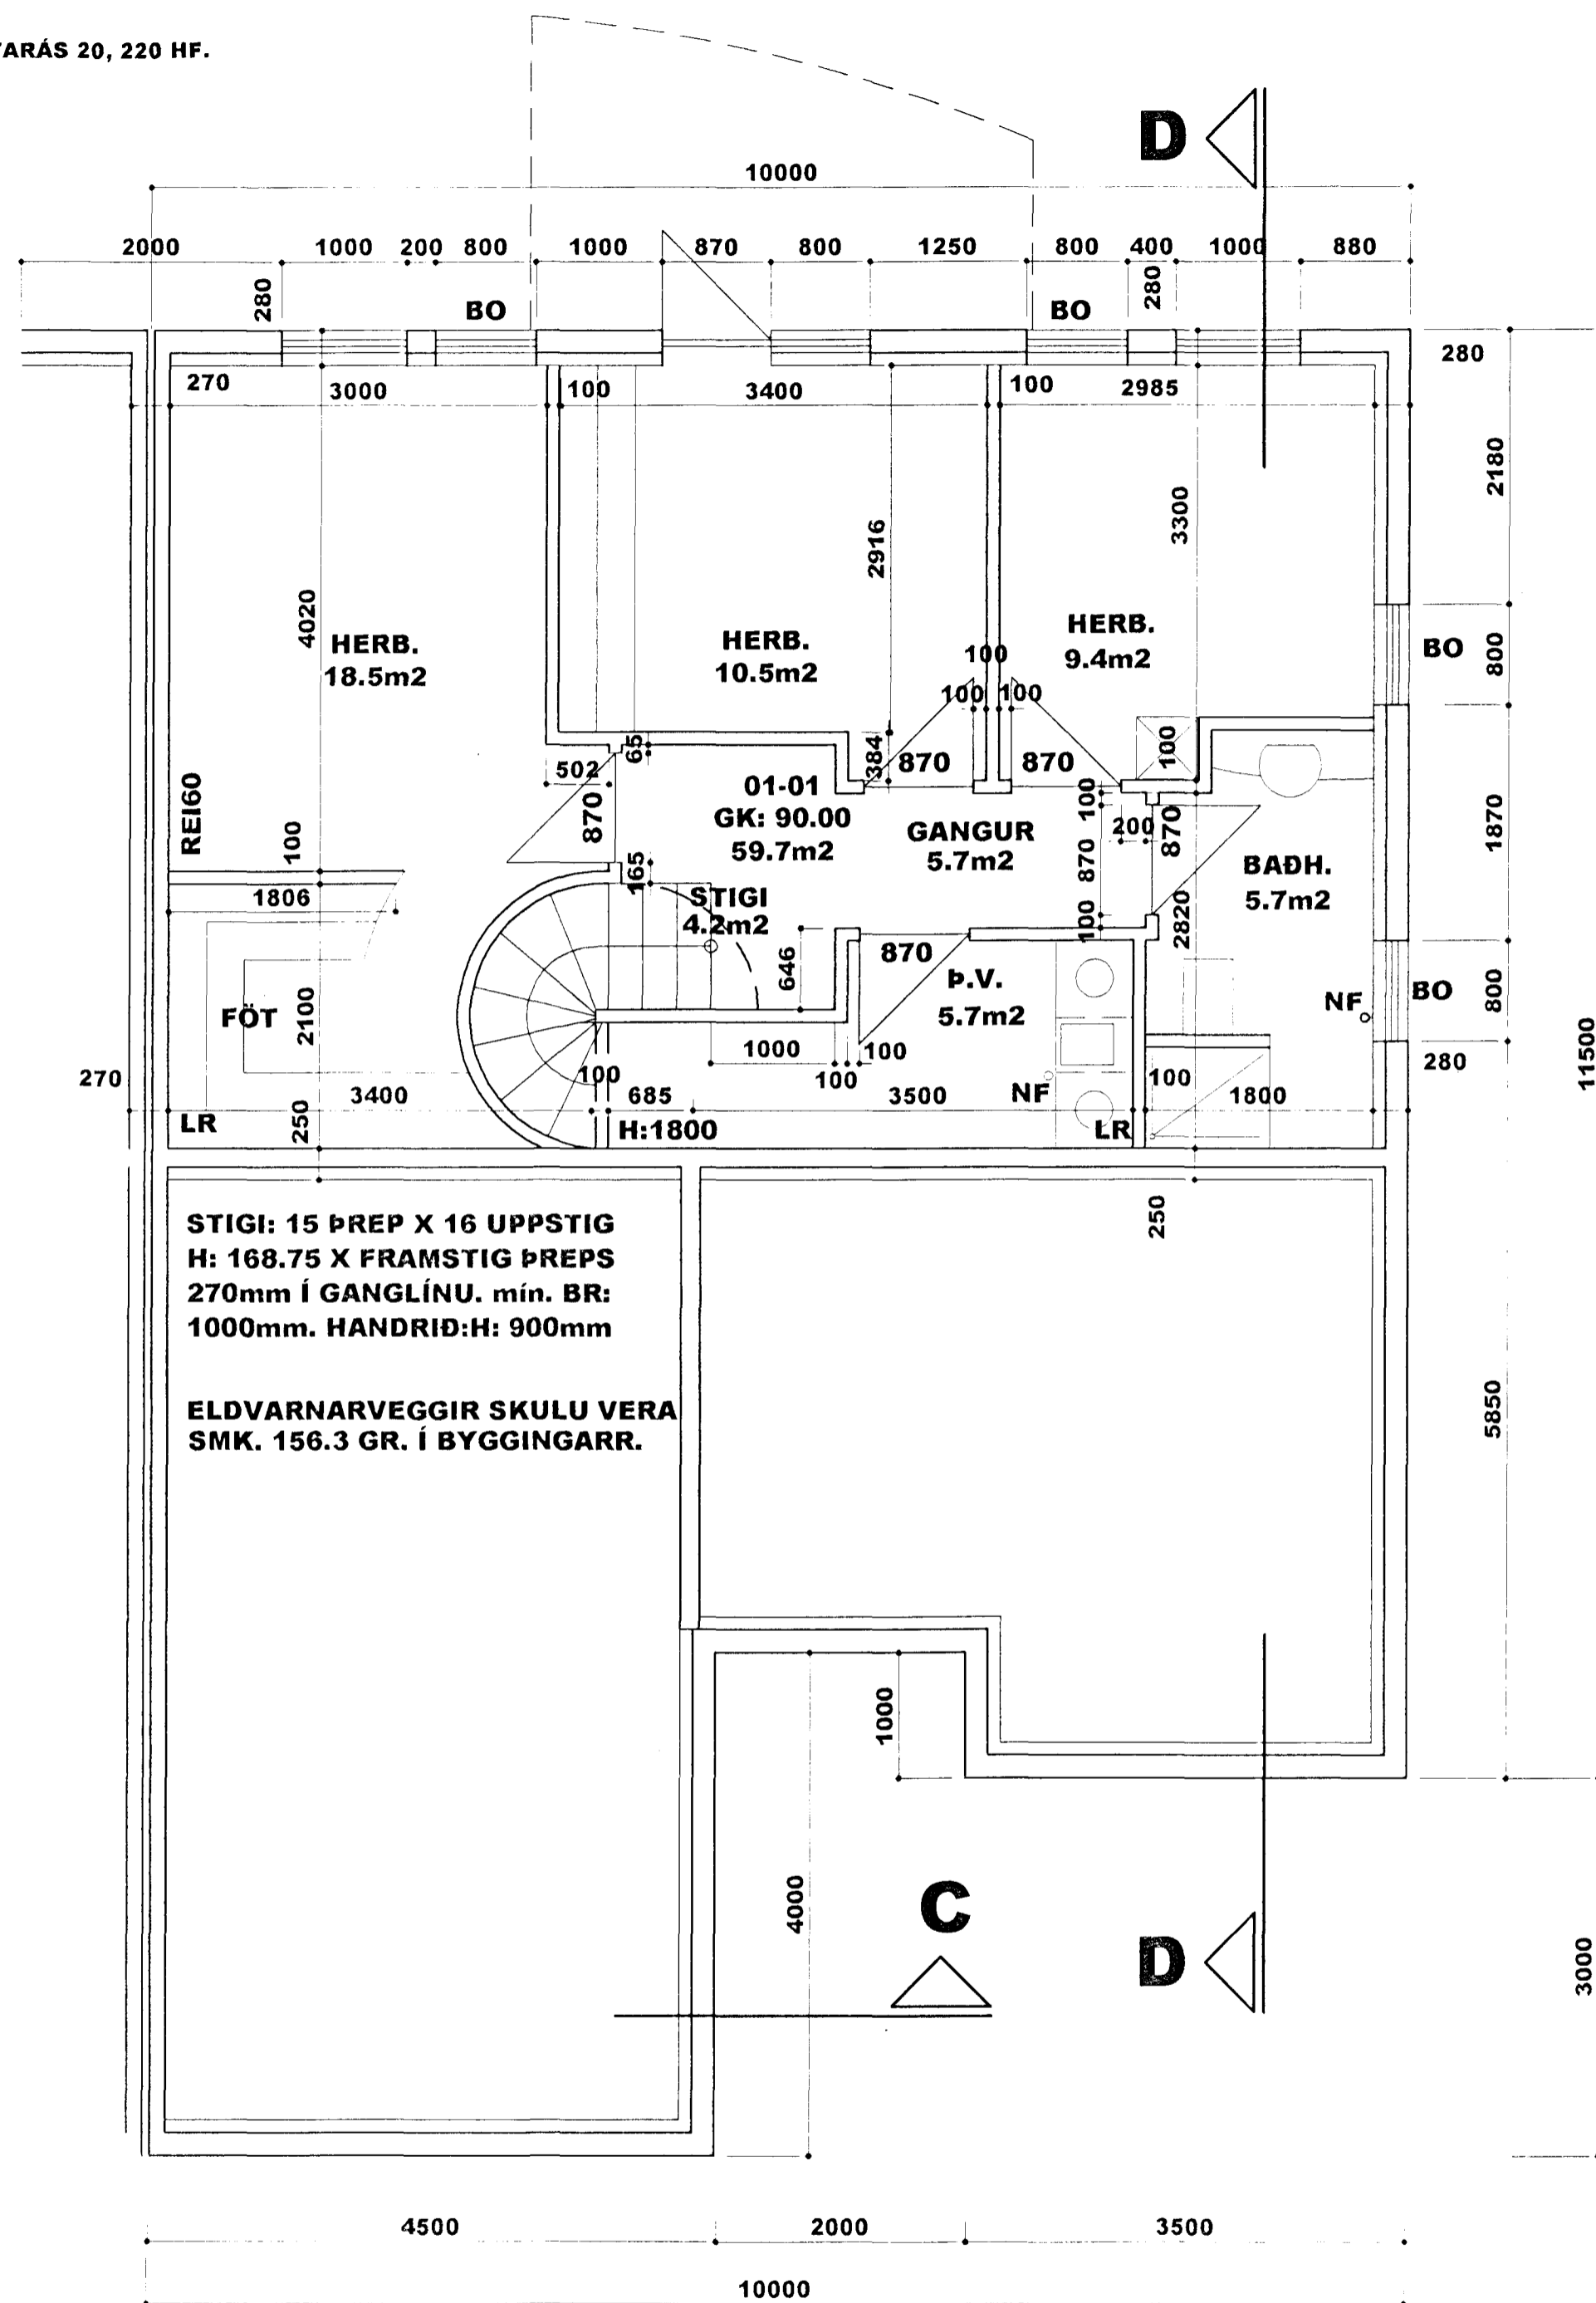 TARÁS 20, 220 HF.
D
10000
2000 1000 200 800 1000 870 800 1250 800 400 1000 880
280 BO BO 280
280
270 3000 100 3400 100 2985
2180
3300
2916
4020
HERB.
18.5m2
HERB.
10.5m2
HERB.
9.4m2
BO
800
100
100 100
65
502
384
870
870
100
REI60
100
870
01-01
GK: 90.00
59.7m2
GANGUR
5.7m2
100
200
870
870
BAÐH.
5.7m2
1870
1806
165
STIGI
4.2m2
100
2820
646
870
Þ.V.
5.7m2
NF
BO
800
FÖT
2100
1000
100
280
11500
270
3400
100
685
100
3500
NF
100
1800
LR
250
H:1800
LR
STIGI: 15 ÞREP X 16 UPPSTIG
H: 168.75 X FRAMSTIG ÞREPS
270mm Í GANGLÍNU. mín. BR:
1000mm. HANDRIÐ:H: 900mm
250
ELDVARNARVEGGIR SKULU VERA
SMK. 156.3 GR. Í BYGGINGARR.
5850
1000
4000
C
D
3000
4500 2000 3500
10000